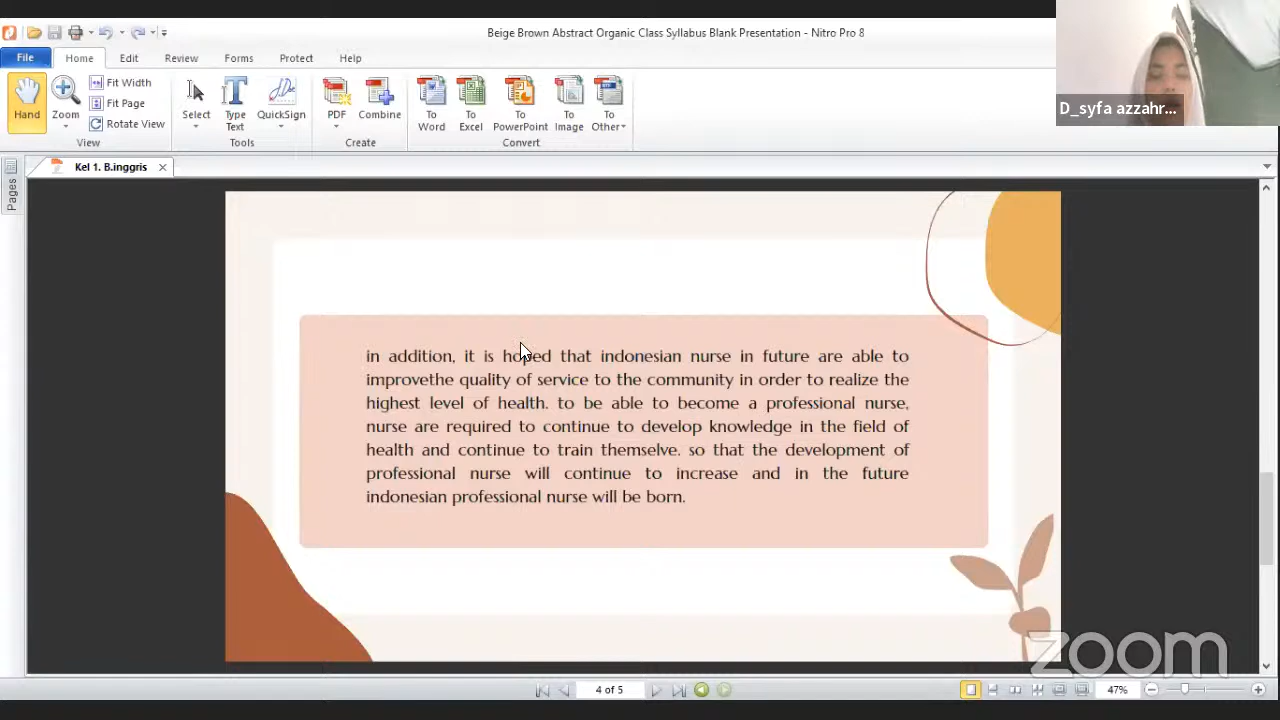 Beige Brown Abstract Organic Class Syllabus Blank Presentation - Nitro Pro 8
D_syfa azzahr...
File Home Edit Review Forms Protect Help
Hand
Zoom
Fit Width
Fit Page
Rotate View
View
Select
Type Text
QuickSign
Tools
PDF
Combine
Create
To Word
To Excel
To PowerPoint
To Image
To Other
Convert
Kel 1. B.inggris
Pages
in addition, it is hoped that indonesian nurse in future are able to
improvethe quality of service to the community in order to realize the
highest level of health. to be able to become a professional nurse,
nurse are required to continue to develop knowledge in the field of
health and continue to train themselve. so that the development of
professional nurse will continue to increase and in the future
indonesian professional nurse will be born.
zoom
4 of 5
47%